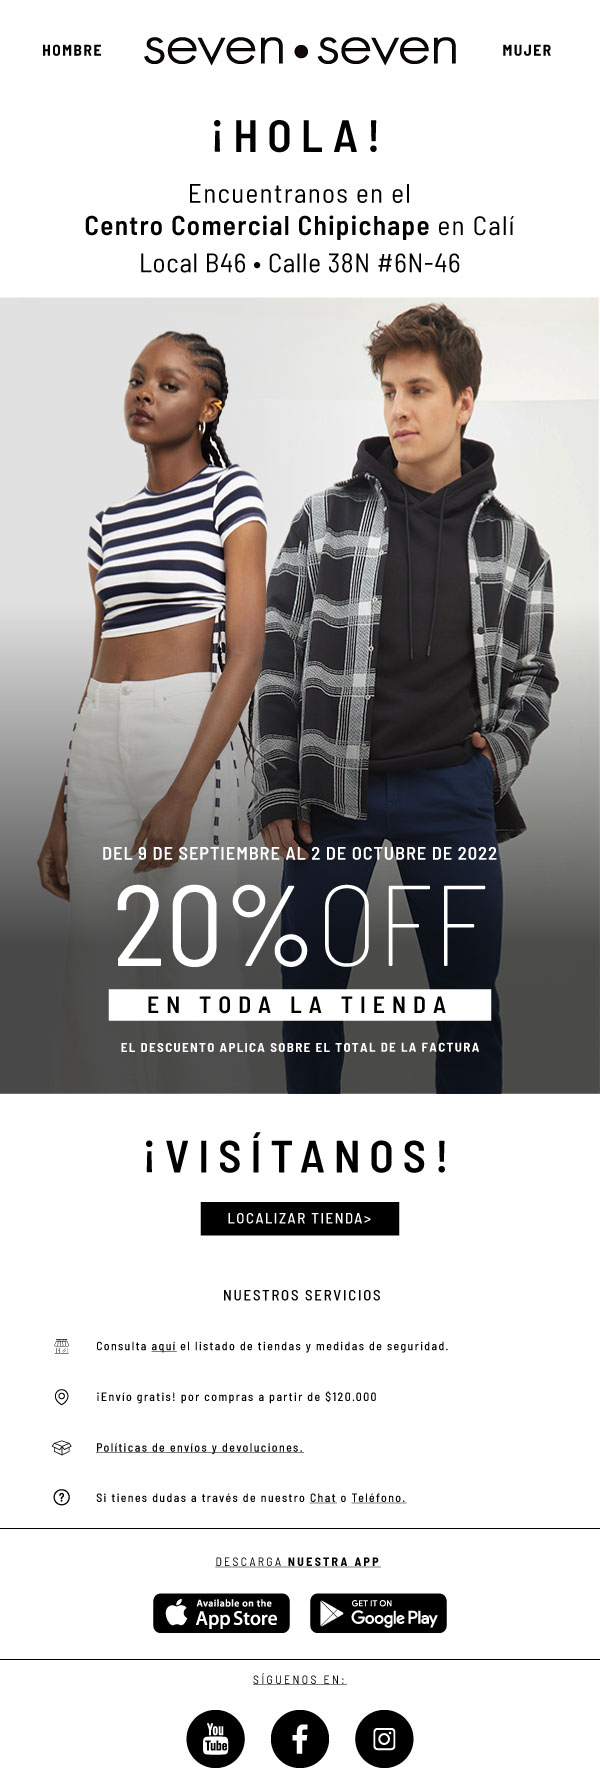 HOMBRE
seven•seven
MUJER
¡HOLA!
Encuentranos en el
Centro Comercial Chipichape en Calí
Local B46 • Calle 38N #6N-46
DEL 9 DE SEPTIEMBRE AL 2 DE OCTUBRE DE 2022
20%OFF
EN TODA LA TIENDA
EL DESCUENTO APLICA SOBRE EL TOTAL DE LA FACTURA
¡VISÍTANOS!
LOCALIZAR TIENDA>
NUESTROS SERVICIOS
Consulta aquí el listado de tiendas y medidas de seguridad.
¡Envío gratis! por compras a partir de $120.000
Políticas de envíos y devoluciones.
Si tienes dudas a través de nuestro Chat o Teléfono.
DESCARGA NUESTRA APP
Available on the
App Store
GET IT ON
Google Play
SÍGUENOS EN:
You
Tube